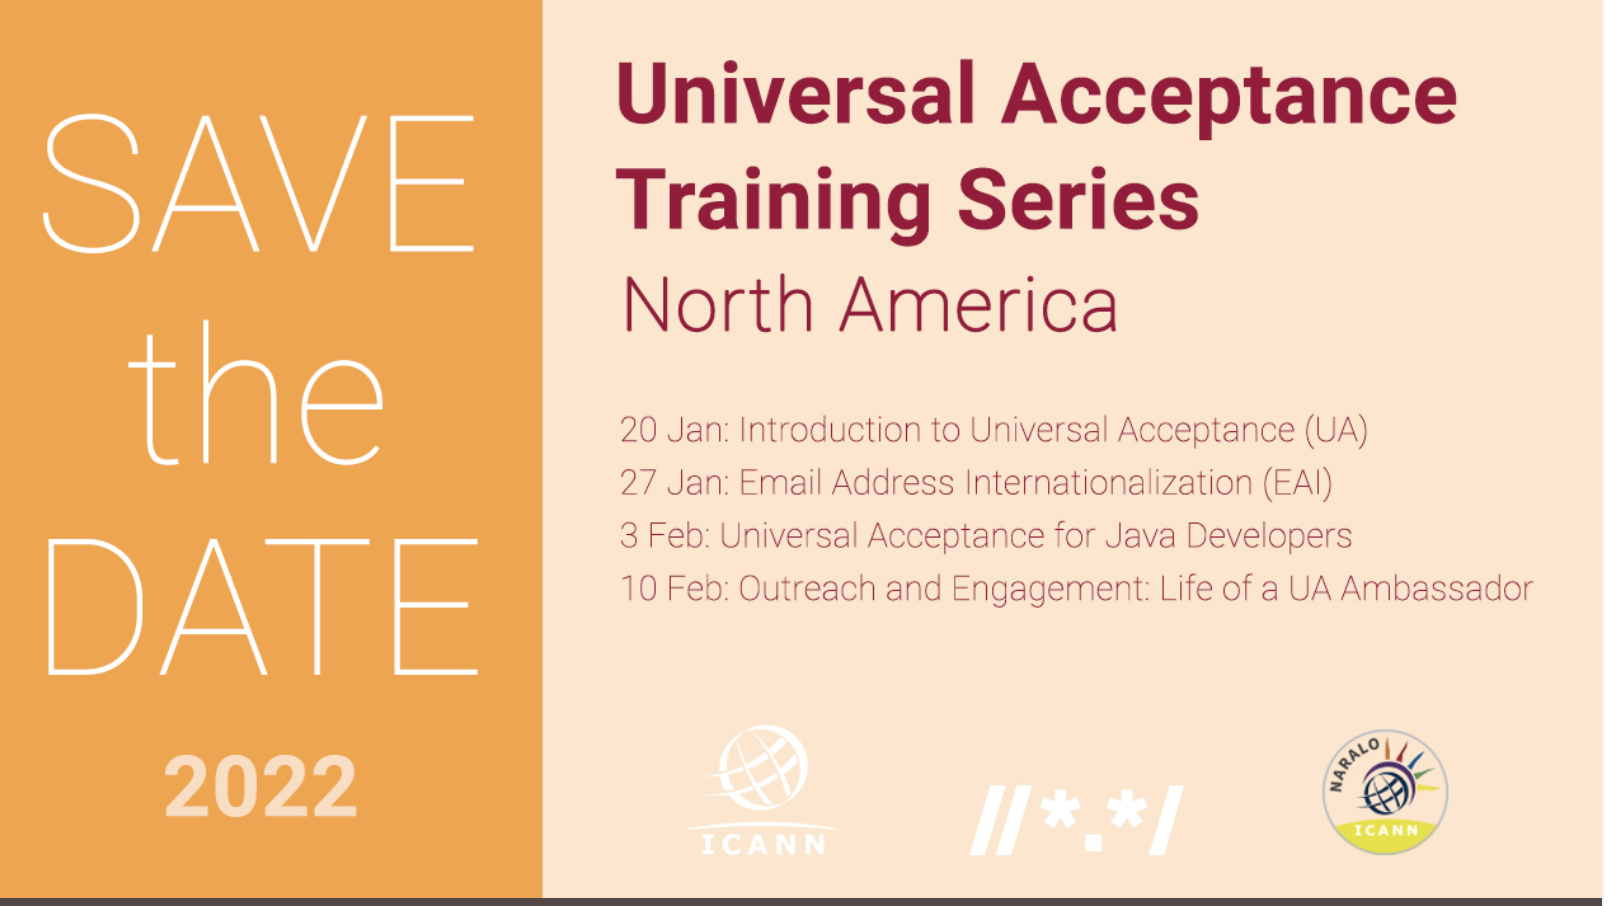 SAVE
the
DATE
2022
Universal Acceptance
Training Series
North America
20 Jan: Introduction to Universal Acceptance (UA)
27 Jan: Email Address Internationalization (EAI)
3 Feb: Universal Acceptance for Java Developers
10 Feb: Outreach and Engagement: Life of a UA Ambassador
ICANN
//*.*/
NARALO
ICANN